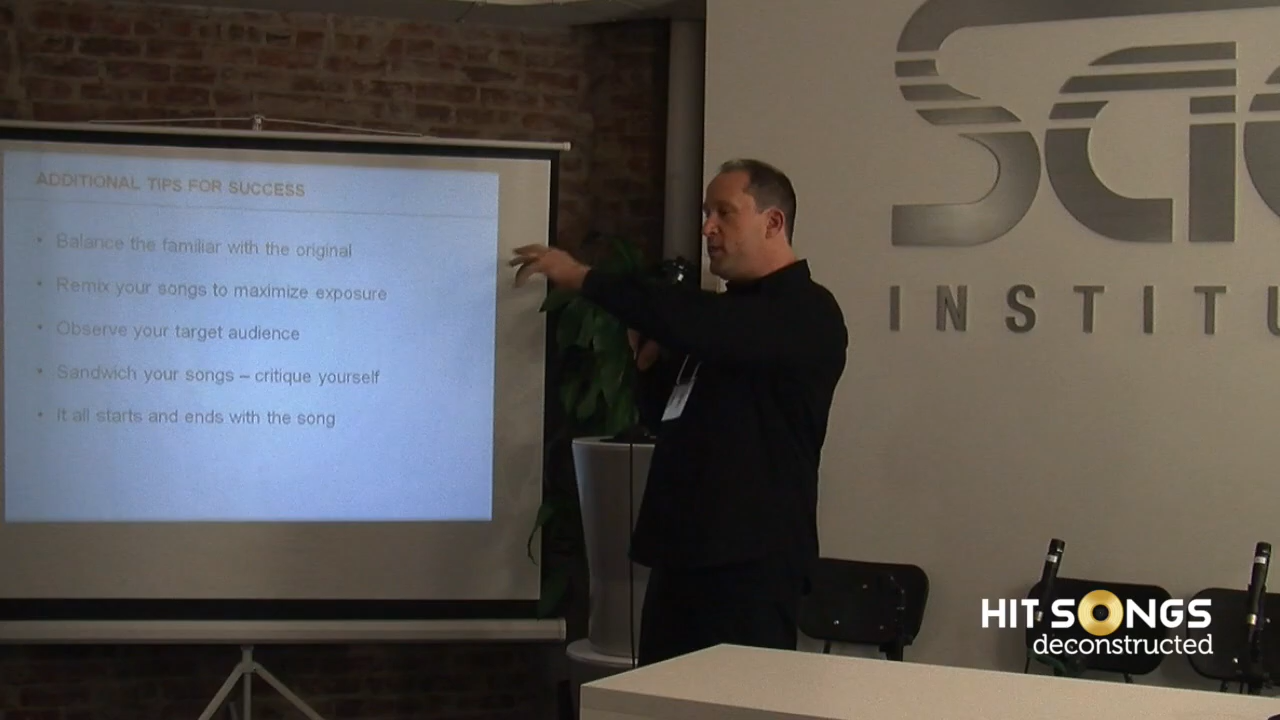 ADDITIONAL TIPS FOR SUCCESS
• Balance the familiar with the original
• Remix your songs to maximize exposure
• Observe your target audience
• Sandwich your songs – critique yourself
• It all starts and ends with the song
INSTITU
HIT SONGS
deconstructed